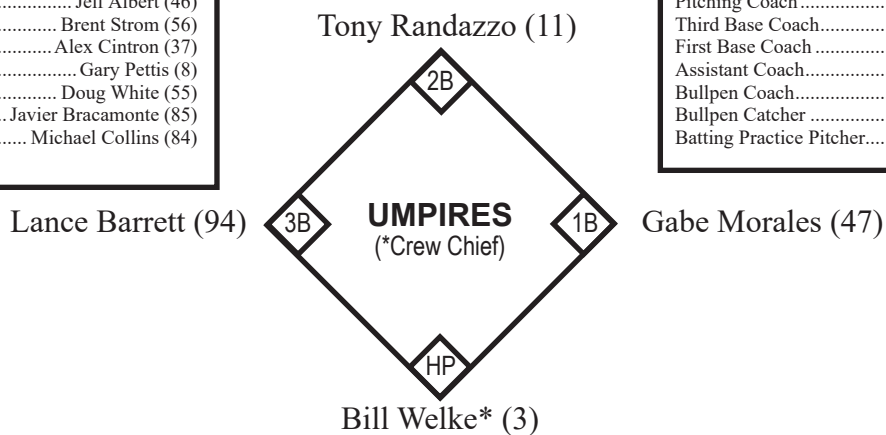 Jeff Albert (46)
Brent Strom (56)
Alex Cintron (37)
Gary Pettis (8)
Doug White (55)
Javier Bracamonte (85)
Michael Collins (84)
Pitching Coach
Third Base Coach
First Base Coach
Assistant Coach
Bullpen Coach
Bullpen Catcher
Batting Practice Pitcher
Tony Randazzo (11)
2B
Lance Barrett (94)
3B
UMPIRES
(*Crew Chief)
1B
Gabe Morales (47)
HP
Bill Welke* (3)